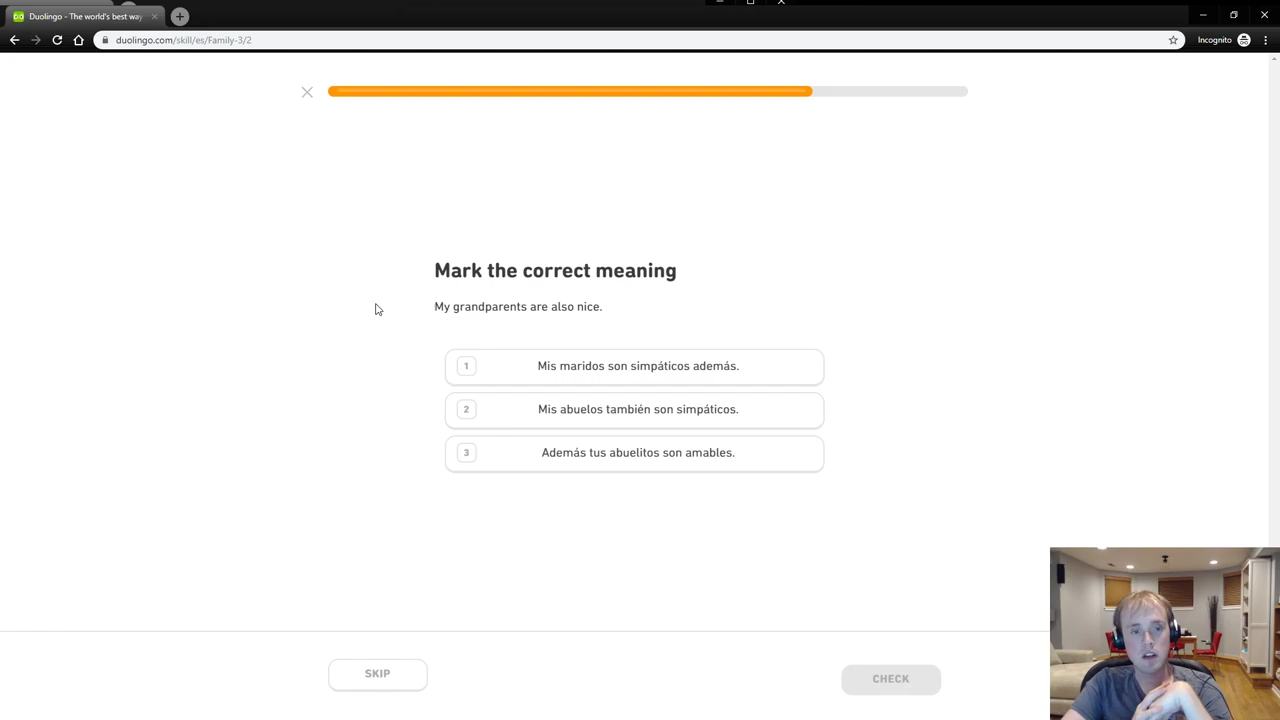 Duolingo - The world's best way
duolingo.com/skill/es/Family-3/2
Incognito
Mark the correct meaning
My grandparents are also nice.
1 Mis maridos son simpáticos además.
2 Mis abuelos también son simpáticos.
3 Además tus abuelitos son amables.
SKIP
CHECK